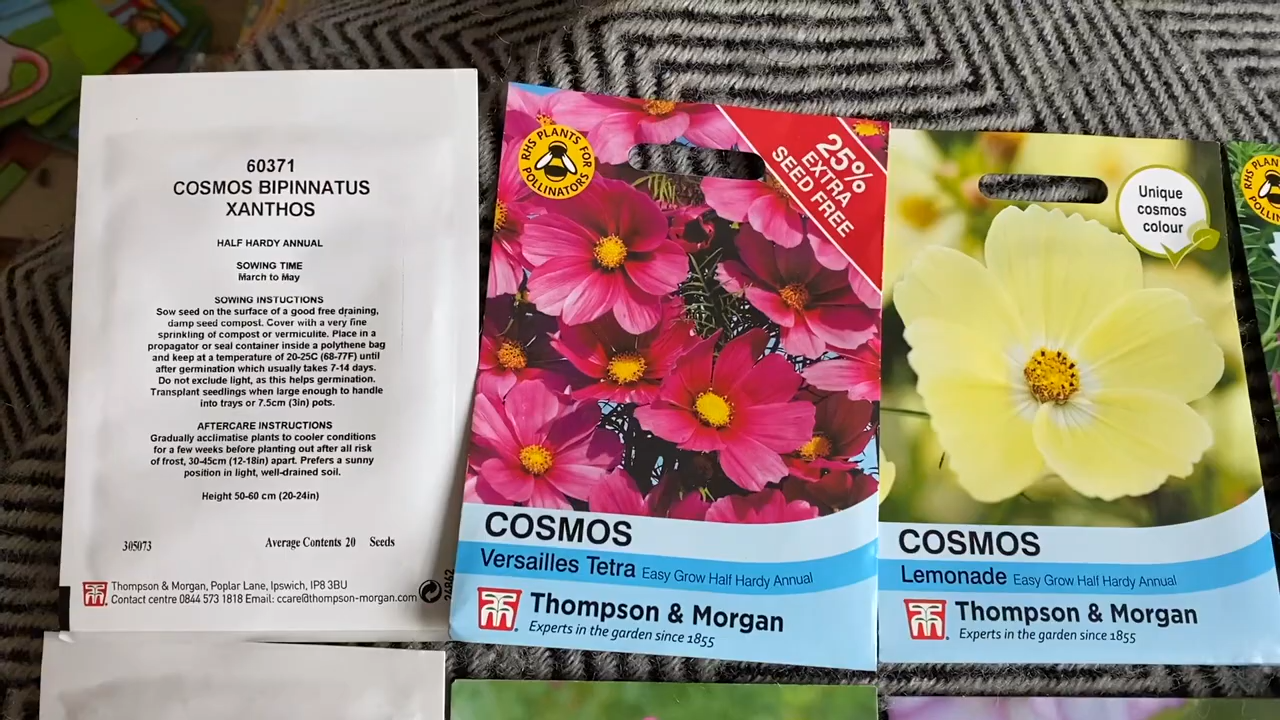 60371
COSMOS BIPINNATUS
XANTHOS
HALF HARDY ANNUAL
SOWING TIME
March to May
SOWING INSTUCTIONS
Sow seed on the surface of a good free draining,
damp seed compost. Cover with a very fine
sprinkling of compost or vermiculite. Place in a
propagator or seal container inside a polythene bag
and keep at a temperature of 20-25C (68-77F) until
after germination which usually takes 7-14 days.
Do not exclude light, as this helps germination.
Transplant seedlings when large enough to handle
into trays or 7.5cm (3in) pots.
AFTERCARE INSTRUCTIONS
Gradually acclimatise plants to cooler conditions
for a few weeks before planting out after all risk
of frost, 30-45cm (12-18in) apart. Prefers a sunny
position in light, well-drained soil.
Height 50-60 cm (20-24in)
305073 Average Contents 20 Seeds
Thompson & Morgan, Poplar Lane, Ipswich, IP8 3BU
Contact centre 0844 573 1818 Email: ccare@thompson-morgan.com
RHS PLANTS FOR
POLLINATORS
25%
EXTRA
SEED FREE
COSMOS
Versailles Tetra Easy Grow Half Hardy Annual
Thompson & Morgan
Experts in the garden since 1855
Unique
cosmos
colour
COSMOS
Lemonade Easy Grow Half Hardy Annual
Thompson & Morgan
Experts in the garden since 1855
RHS